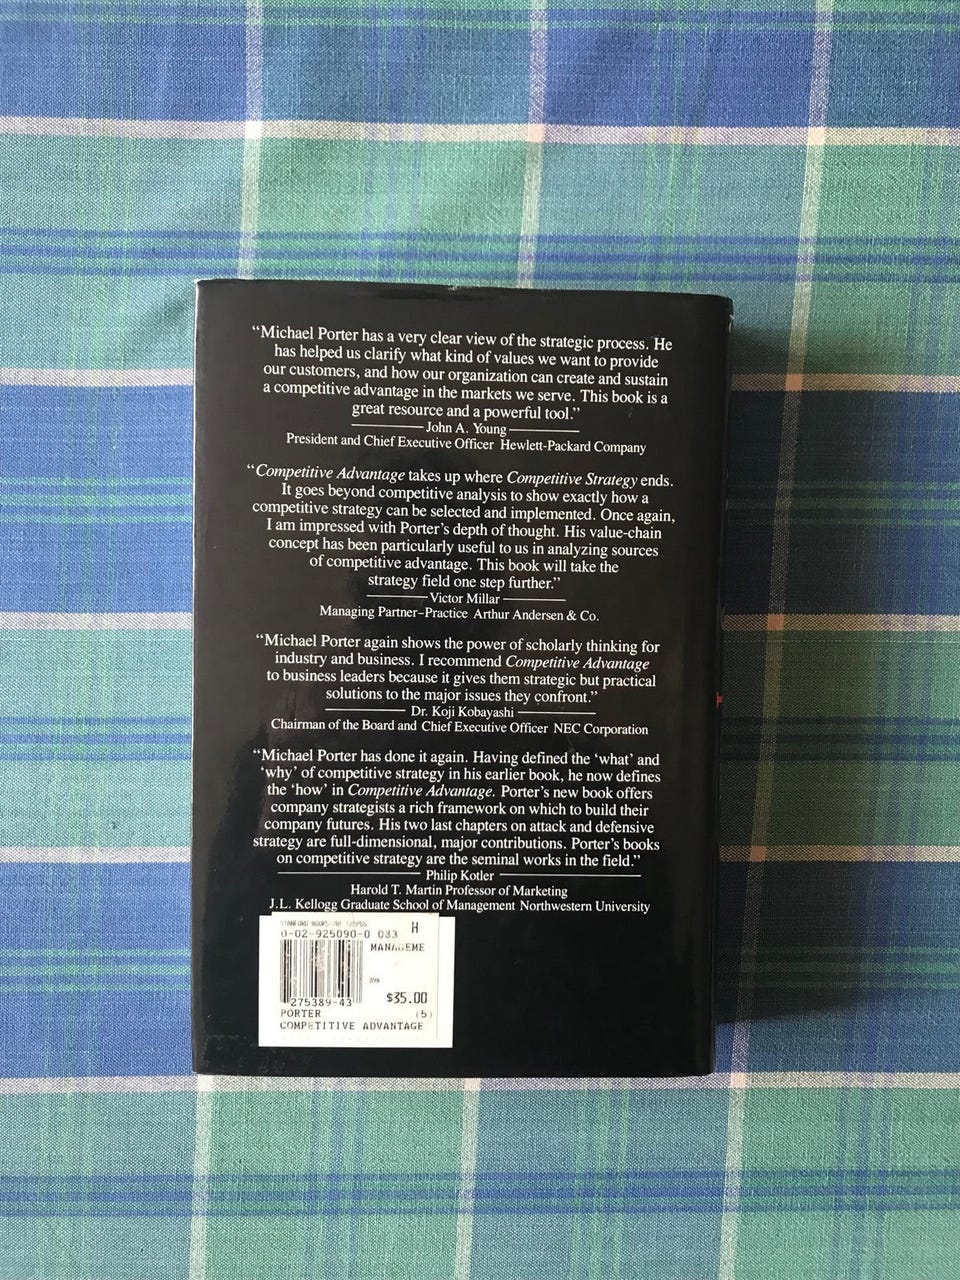 “Michael Porter has a very clear view of the strategic process. He
has helped us clarify what kind of values we want to provide
our customers, and how our organization can create and sustain
a competitive advantage in the markets we serve. This book is a
great resource and a powerful tool.”
John A. Young
President and Chief Executive Officer Hewlett-Packard Company
“Competitive Advantage takes up where Competitive Strategy ends.
It goes beyond competitive analysis to show exactly how a
competitive strategy can be selected and implemented. Once again,
I am impressed with Porter’s depth of thought. His value-chain
concept has been particularly useful to us in analyzing sources
of competitive advantage. This book will take the
strategy field one step further.”
Victor Millar
Managing Partner–Practice Arthur Andersen & Co.
“Michael Porter again shows the power of scholarly thinking for
industry and business. I recommend Competitive Advantage
to business leaders because it gives them strategic but practical
solutions to the major issues they confront.”
Dr. Koji Kobayashi
Chairman of the Board and Chief Executive Officer NEC Corporation
“Michael Porter has done it again. Having defined the ‘what’ and
‘why’ of competitive strategy in his earlier book, he now defines
the ‘how’ in Competitive Advantage. Porter’s new book offers
company strategists a rich framework on which to build their
company futures. His two last chapters on attack and defensive
strategy are full-dimensional, major contributions. Porter’s books
on competitive strategy are the seminal works in the field.”
Philip Kotler
Harold T. Martin Professor of Marketing
J.L. Kellogg Graduate School of Management Northwestern University
STANFORD
0-02-925090-0 033 H
MANAGEME
275389-43 $35.00
PORTER (5)
COMPETITIVE ADVANTAGE